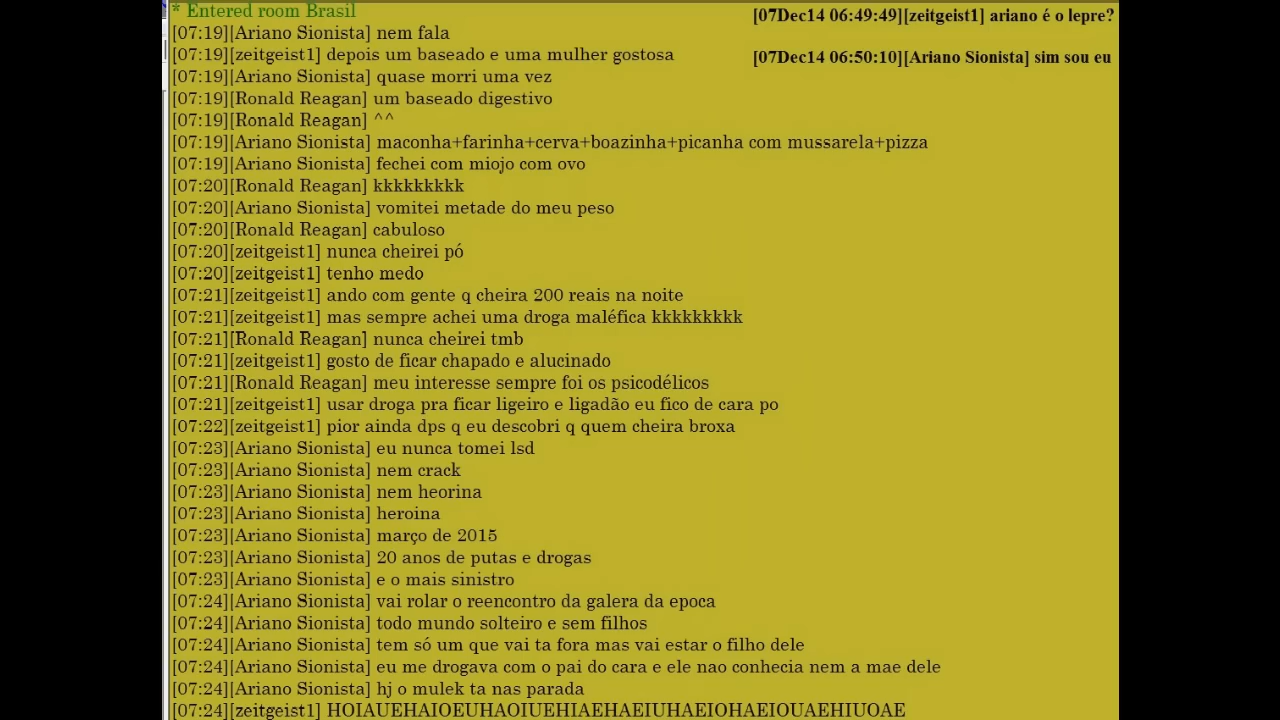 * Entered room Brasil
[07Dec14 06:49:49][zeitgeist1] ariano é o lepre?
[07:19][Ariano Sionista] nem fala
[07:19][zeitgeist1] depois um baseado e uma mulher gostosa
[07Dec14 06:50:10][Ariano Sionista] sim sou eu
[07:19][Ariano Sionista] quase morri uma vez
[07:19][Ronald Reagan] um baseado digestivo
[07:19][Ronald Reagan] ^^
[07:19][Ariano Sionista] maconha+farinha+cerva+boazinha+picanha com mussarela+pizza
[07:19][Ariano Sionista] fechei com miojo com ovo
[07:20][Ronald Reagan] kkkkkkkkk
[07:20][Ariano Sionista] vomitei metade do meu peso
[07:20][Ronald Reagan] cabuloso
[07:20][zeitgeist1] nunca cheirei pó
[07:20][zeitgeist1] tenho medo
[07:21][zeitgeist1] ando com gente q cheira 200 reais na noite
[07:21][zeitgeist1] mas sempre achei uma droga maléfica kkkkkkkkk
[07:21][Ronald Reagan] nunca cheirei tmb
[07:21][zeitgeist1] gosto de ficar chapado e alucinado
[07:21][Ronald Reagan] meu interesse sempre foi os psicodélicos
[07:21][zeitgeist1] usar droga pra ficar ligeiro e ligadão eu fico de cara po
[07:22][zeitgeist1] pior ainda dps q eu descobri q quem cheira broxa
[07:23][Ariano Sionista] eu nunca tomei lsd
[07:23][Ariano Sionista] nem crack
[07:23][Ariano Sionista] nem heorina
[07:23][Ariano Sionista] heroina
[07:23][Ariano Sionista] março de 2015
[07:23][Ariano Sionista] 20 anos de putas e drogas
[07:23][Ariano Sionista] e o mais sinistro
[07:24][Ariano Sionista] vai rolar o reencontro da galera da epoca
[07:24][Ariano Sionista] todo mundo solteiro e sem filhos
[07:24][Ariano Sionista] tem só um que vai ta fora mas vai estar o filho dele
[07:24][Ariano Sionista] eu me drogava com o pai do cara e ele nao conhecia nem a mae dele
[07:24][Ariano Sionista] hj o mulek ta nas parada
[07:24][zeitgeist1] HOIAUEHAIOEUHAOIUEHIAEHAEIUHAEIOHAEIOUAEHIUOAE